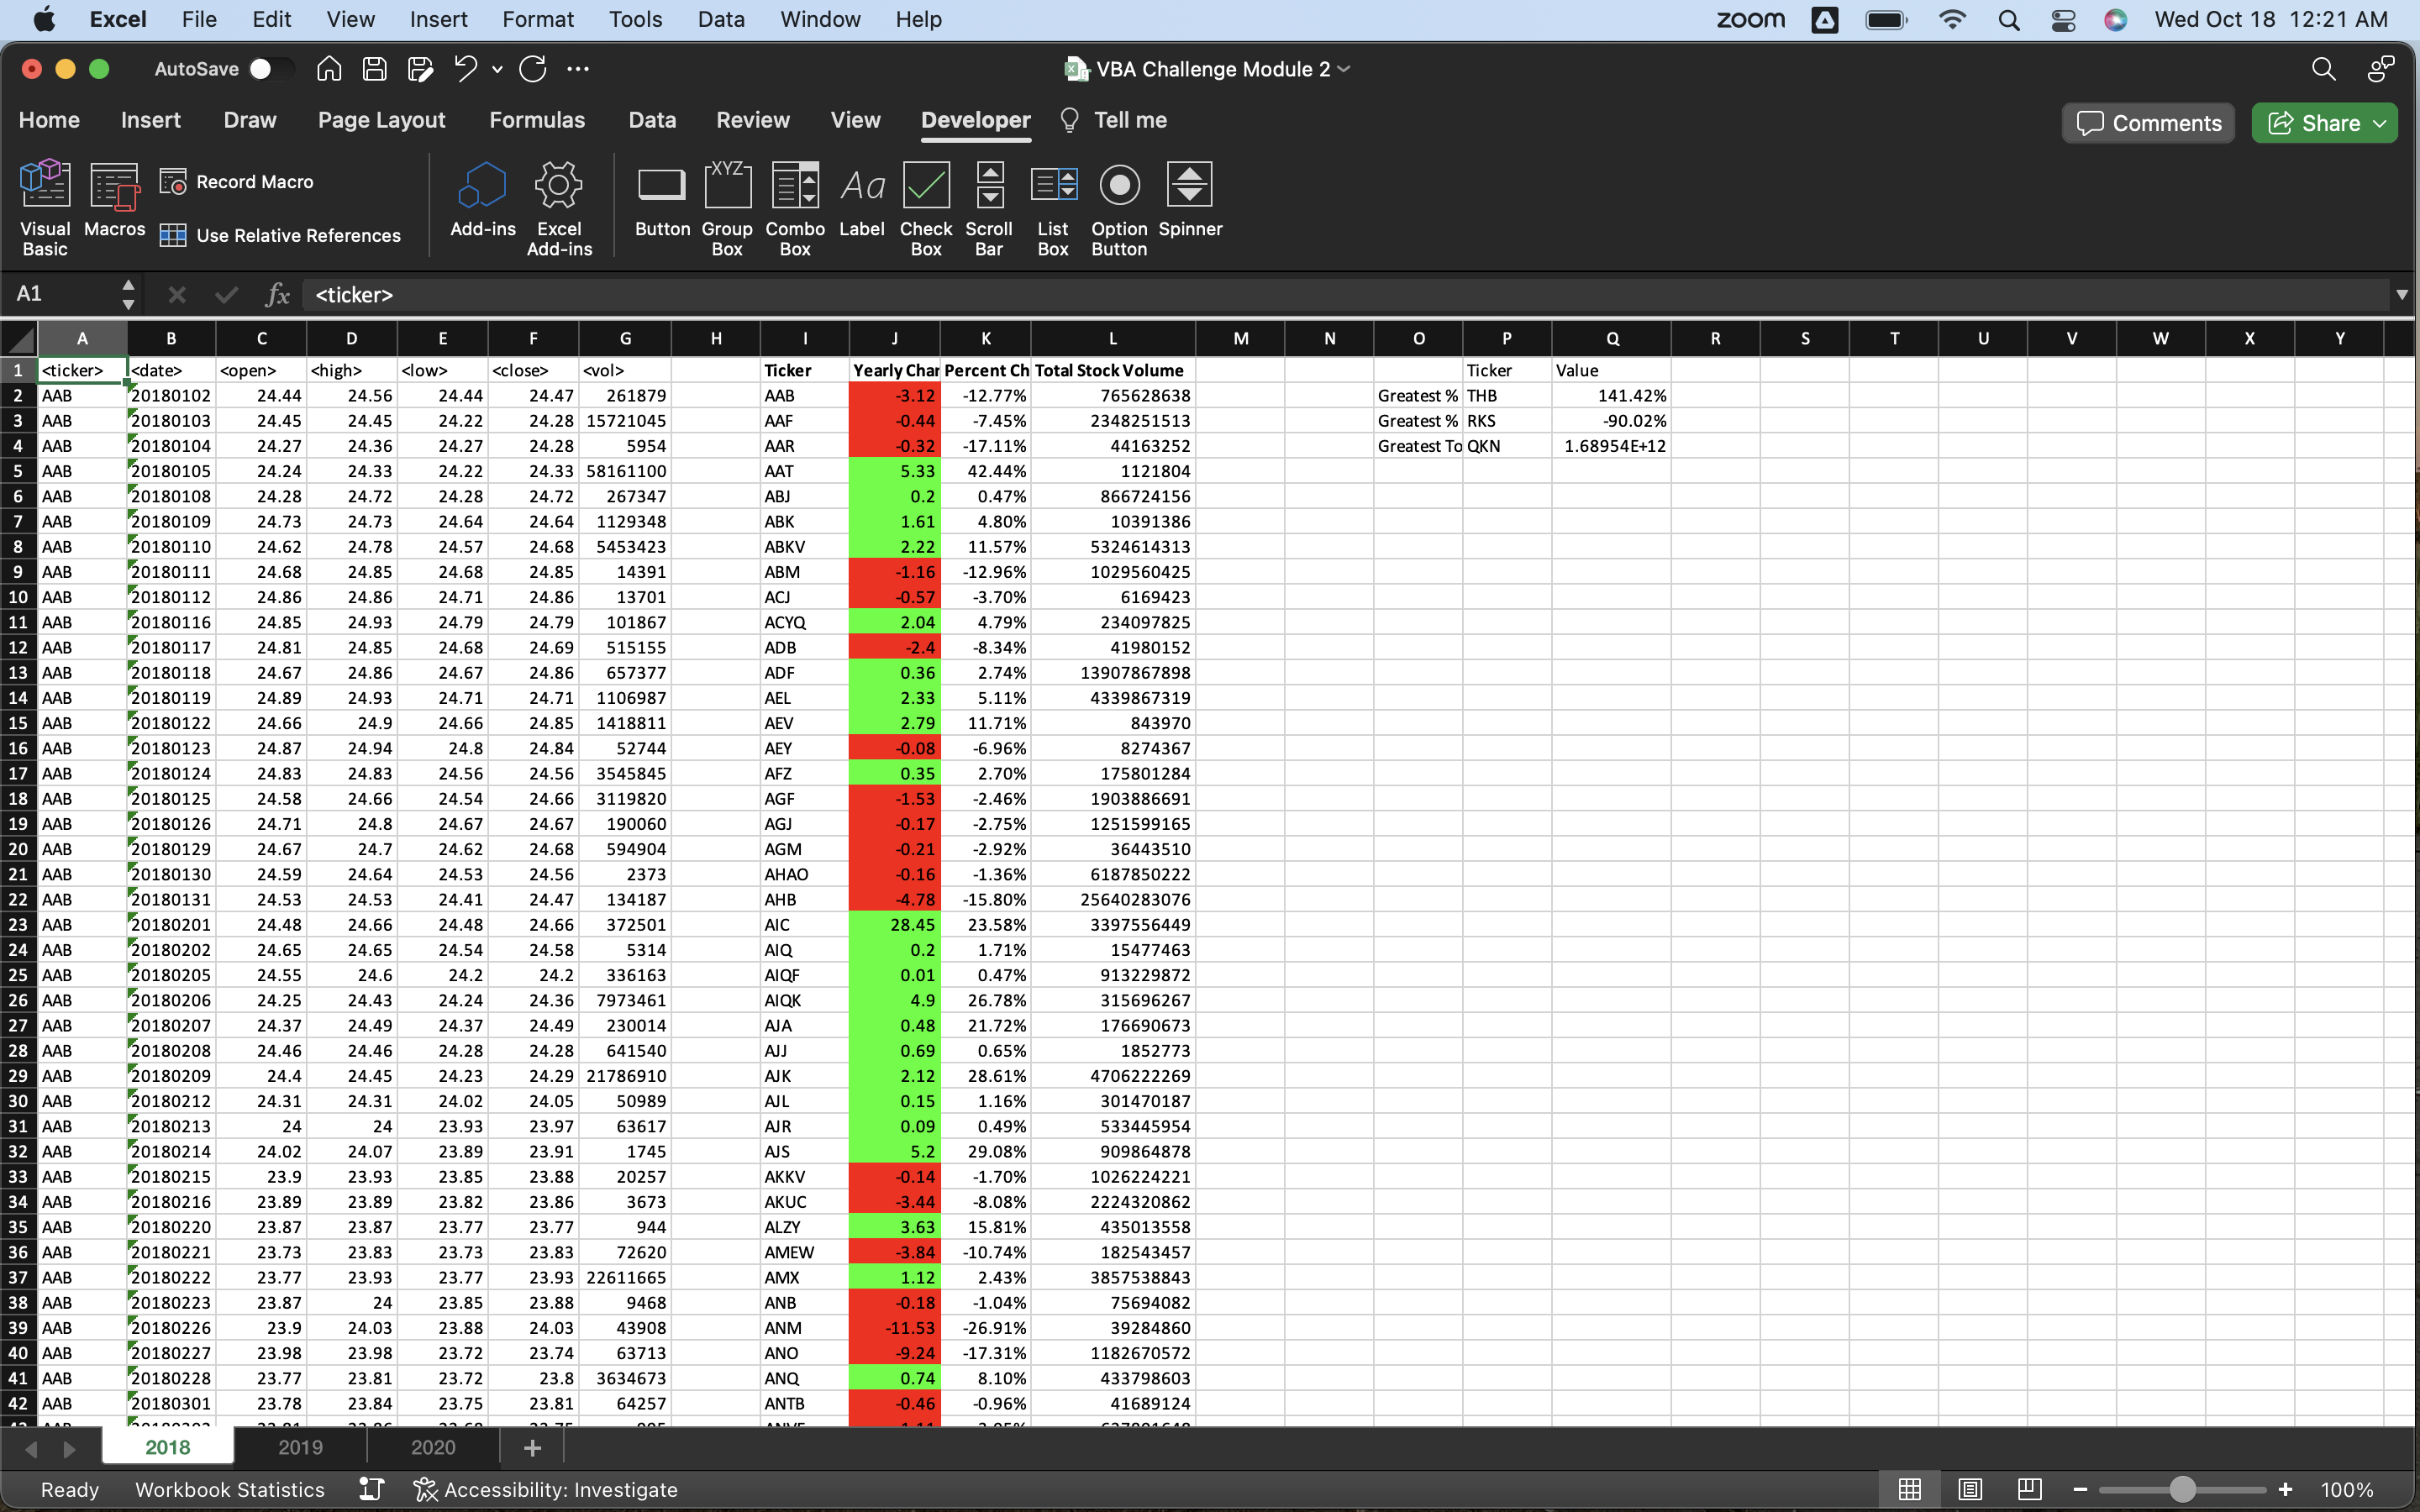 Excel File Edit View Insert Format Tools Data Window Help zoom Wed Oct 18 12:21 AM
AutoSave VBA Challenge Module 2
Home Insert Draw Page Layout Formulas Data Review View Developer Tell me Comments Share
Visual Basic Macros Record Macro Use Relative References Add-ins Excel Add-ins Button XYZ Group Box Combo Box Aa Label Check Box Scroll Bar List Box Option Button Spinner
A1 fx <ticker>
A B C D E F G H I J K L M N O P Q R S T U V W X Y
1 <ticker> <date> <open> <high> <low> <close> <vol> Ticker Yearly Char Percent Ch Total Stock Volume Ticker Value
2 AAB 20180102 24.44 24.56 24.44 24.47 261879 AAB -3.12 -12.77% 765628638 Greatest % THB 141.42%
3 AAB 20180103 24.45 24.45 24.22 24.28 15721045 AAF -0.44 -7.45% 2348251513 Greatest % RKS -90.02%
4 AAB 20180104 24.27 24.36 24.27 24.28 5954 AAR -0.32 -17.11% 44163252 Greatest To QKN 1.68954E+12
5 AAB 20180105 24.24 24.33 24.22 24.33 58161100 AAT 5.33 42.44% 1121804
6 AAB 20180108 24.28 24.72 24.28 24.72 267347 ABJ 0.2 0.47% 866724156
7 AAB 20180109 24.73 24.73 24.64 24.64 1129348 ABK 1.61 4.80% 10391386
8 AAB 20180110 24.62 24.78 24.57 24.68 5453423 ABKV 2.22 11.57% 5324614313
9 AAB 20180111 24.68 24.85 24.68 24.85 14391 ABM -1.16 -12.96% 1029560425
10 AAB 20180112 24.86 24.86 24.71 24.86 13701 ACJ -0.57 -3.70% 6169423
11 AAB 20180116 24.85 24.93 24.79 24.79 101867 ACYQ 2.04 4.79% 234097825
12 AAB 20180117 24.81 24.85 24.68 24.69 515155 ADB -2.4 -8.34% 41980152
13 AAB 20180118 24.67 24.86 24.67 24.86 657377 ADF 0.36 2.74% 13907867898
14 AAB 20180119 24.89 24.93 24.71 24.71 1106987 AEL 2.33 5.11% 4339867319
15 AAB 20180122 24.66 24.9 24.66 24.85 1418811 AEV 2.79 11.71% 843970
16 AAB 20180123 24.87 24.94 24.8 24.84 52744 AEY -0.08 -6.96% 8274367
17 AAB 20180124 24.83 24.83 24.56 24.56 3545845 AFZ 0.35 2.70% 175801284
18 AAB 20180125 24.58 24.66 24.54 24.66 3119820 AGF -1.53 -2.46% 1903886691
19 AAB 20180126 24.71 24.8 24.67 24.67 190060 AGJ -0.17 -2.75% 1251599165
20 AAB 20180129 24.67 24.7 24.62 24.68 594904 AGM -0.21 -2.92% 36443510
21 AAB 20180130 24.59 24.64 24.53 24.56 2373 AHAO -0.16 -1.36% 6187850222
22 AAB 20180131 24.53 24.53 24.41 24.47 134187 AHB -4.78 -15.80% 25640283076
23 AAB 20180201 24.48 24.66 24.48 24.66 372501 AIC 28.45 23.58% 3397556449
24 AAB 20180202 24.65 24.65 24.54 24.58 5314 AIQ 0.2 1.71% 15477463
25 AAB 20180205 24.55 24.6 24.2 24.2 336163 AIQF 0.01 0.47% 913229872
26 AAB 20180206 24.25 24.43 24.24 24.36 7973461 AIQK 4.9 26.78% 315696267
27 AAB 20180207 24.37 24.49 24.37 24.49 230014 AJA 0.48 21.72% 176690673
28 AAB 20180208 24.46 24.46 24.28 24.28 641540 AJJ 0.69 0.65% 1852773
29 AAB 20180209 24.4 24.45 24.23 24.29 21786910 AJK 2.12 28.61% 4706222269
30 AAB 20180212 24.31 24.31 24.02 24.05 50989 AJL 0.15 1.16% 301470187
31 AAB 20180213 24 24 23.93 23.97 63617 AJR 0.09 0.49% 533445954
32 AAB 20180214 24.02 24.07 23.89 23.91 1745 AJS 5.2 29.08% 909864878
33 AAB 20180215 23.9 23.93 23.85 23.88 20257 AKKV -0.14 -1.70% 1026224221
34 AAB 20180216 23.89 23.89 23.82 23.86 3673 AKUC -3.44 -8.08% 2224320862
35 AAB 20180220 23.87 23.87 23.77 23.77 944 ALZY 3.63 15.81% 435013558
36 AAB 20180221 23.73 23.83 23.73 23.83 72620 AMEW -3.84 -10.74% 182543457
37 AAB 20180222 23.77 23.93 23.77 23.93 22611665 AMX 1.12 2.43% 3857538843
38 AAB 20180223 23.87 24 23.85 23.88 9468 ANB -0.18 -1.04% 75694082
39 AAB 20180226 23.9 24.03 23.88 24.03 43908 ANM -11.53 -26.91% 39284860
40 AAB 20180227 23.98 23.98 23.72 23.74 63713 ANO -9.24 -17.31% 1182670572
41 AAB 20180228 23.77 23.81 23.72 23.8 3634673 ANQ 0.74 8.10% 433798603
42 AAB 20180301 23.78 23.84 23.75 23.81 64257 ANTB -0.46 -0.96% 41689124
2018 2019 2020 +
Ready Workbook Statistics Accessibility: Investigate 100%